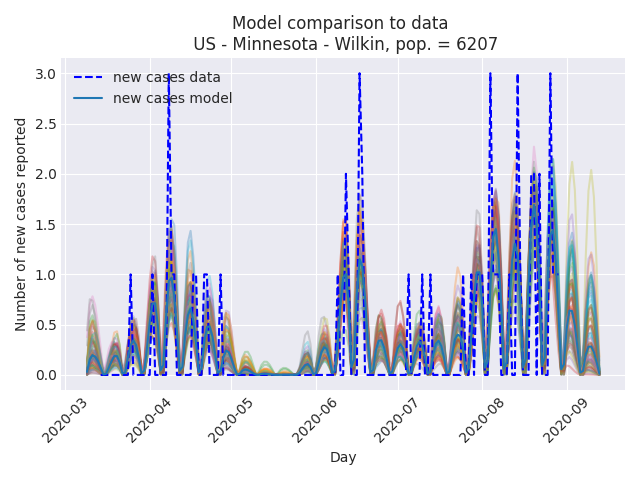 Model comparison to data
US - Minnesota - Wilkin, pop. = 6207
new cases data
new cases model
Number of new cases reported
3.0
2.5
2.0
1.5
1.0
0.5
0.0
2020-03
2020-04
2020-05
2020-06
2020-07
2020-08
2020-09
Day